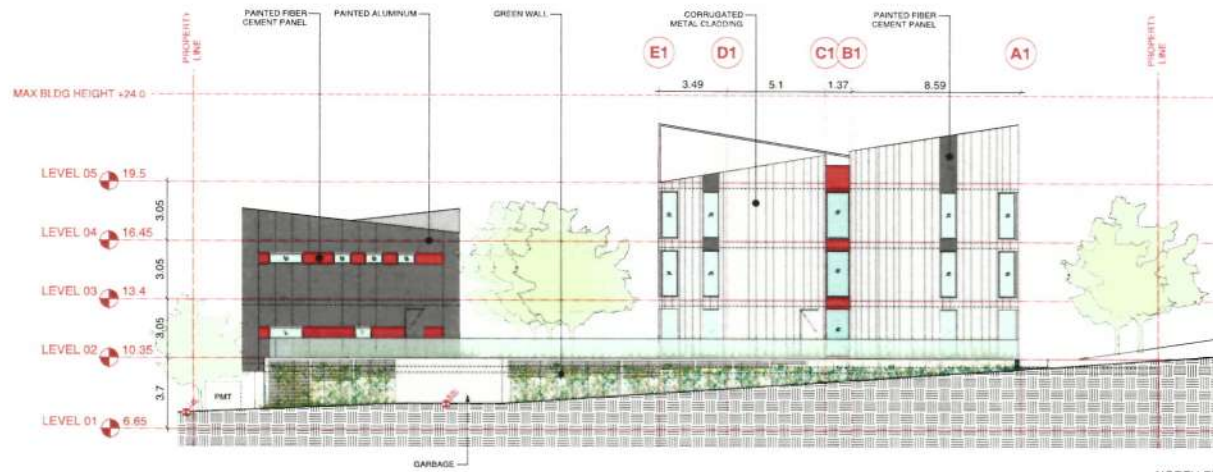 PAINTED FIBER
CEMENT PANEL
PAINTED ALUMINUM
GREEN WALL
CORRUGATED
METAL CLADDING
PAINTED FIBER
CEMENT PANEL
PROPERTY
LINE
E1
D1
C1
B1
A1
PROPERTY
LINE
3.49
5.1
1.37
8.59
MAX BLDG HEIGHT +24.0
LEVEL 05
19.5
3.05
LEVEL 04
16.45
3.05
LEVEL 03
13.4
3.05
LEVEL 02
10.35
3.7
PMT
LEVEL 01
6.65
GARBAGE